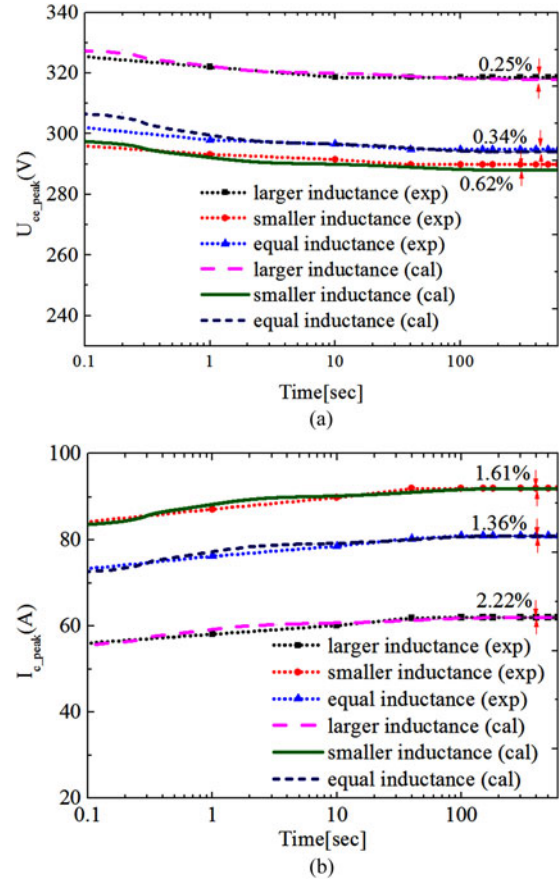 (a)
340
320
300
280
260
240
U_ce_peak(V)
0.25%
0.34%
0.62%
larger inductance (exp)
smaller inductance (exp)
equal inductance (exp)
larger inductance (cal)
smaller inductance (cal)
equal inductance (cal)
0.1 1 10 100
Time[sec]
(a)
100
80
60
40
20
I_c_peak(A)
1.61%
1.36%
2.22%
larger inductance (exp)
smaller inductance (exp)
equal inductance (exp)
larger inductance (cal)
smaller inductance (cal)
equal inductance (cal)
0.1 1 10 100
Time[sec]
(b)